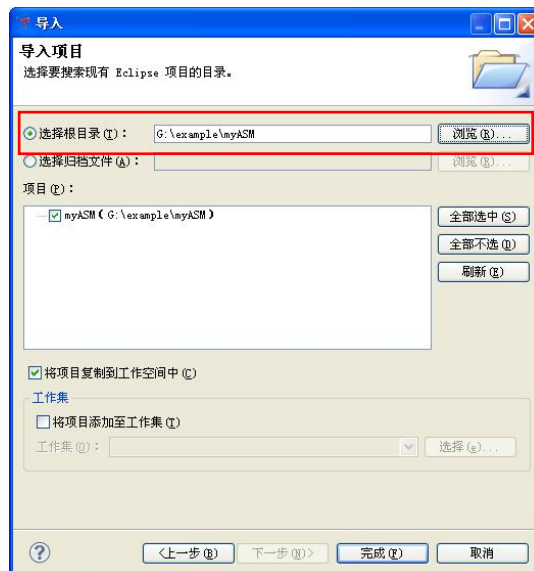 导入
导入项目
选择要搜索现有 Eclipse 项目的目录。
选择根目录(T): G:\example\myASM 浏览(R)...
选择归档文件(A): 浏览(R)...
项目(P):
myASM(G:\example\myASM) 全部选中(S)
全部不选(D)
刷新(E)
将项目复制到工作空间中(C)
工作集
将项目添加至工作集(T)
工作集(O): 选择(e)...
<上一步(B) 下一步(N)> 完成(F) 取消